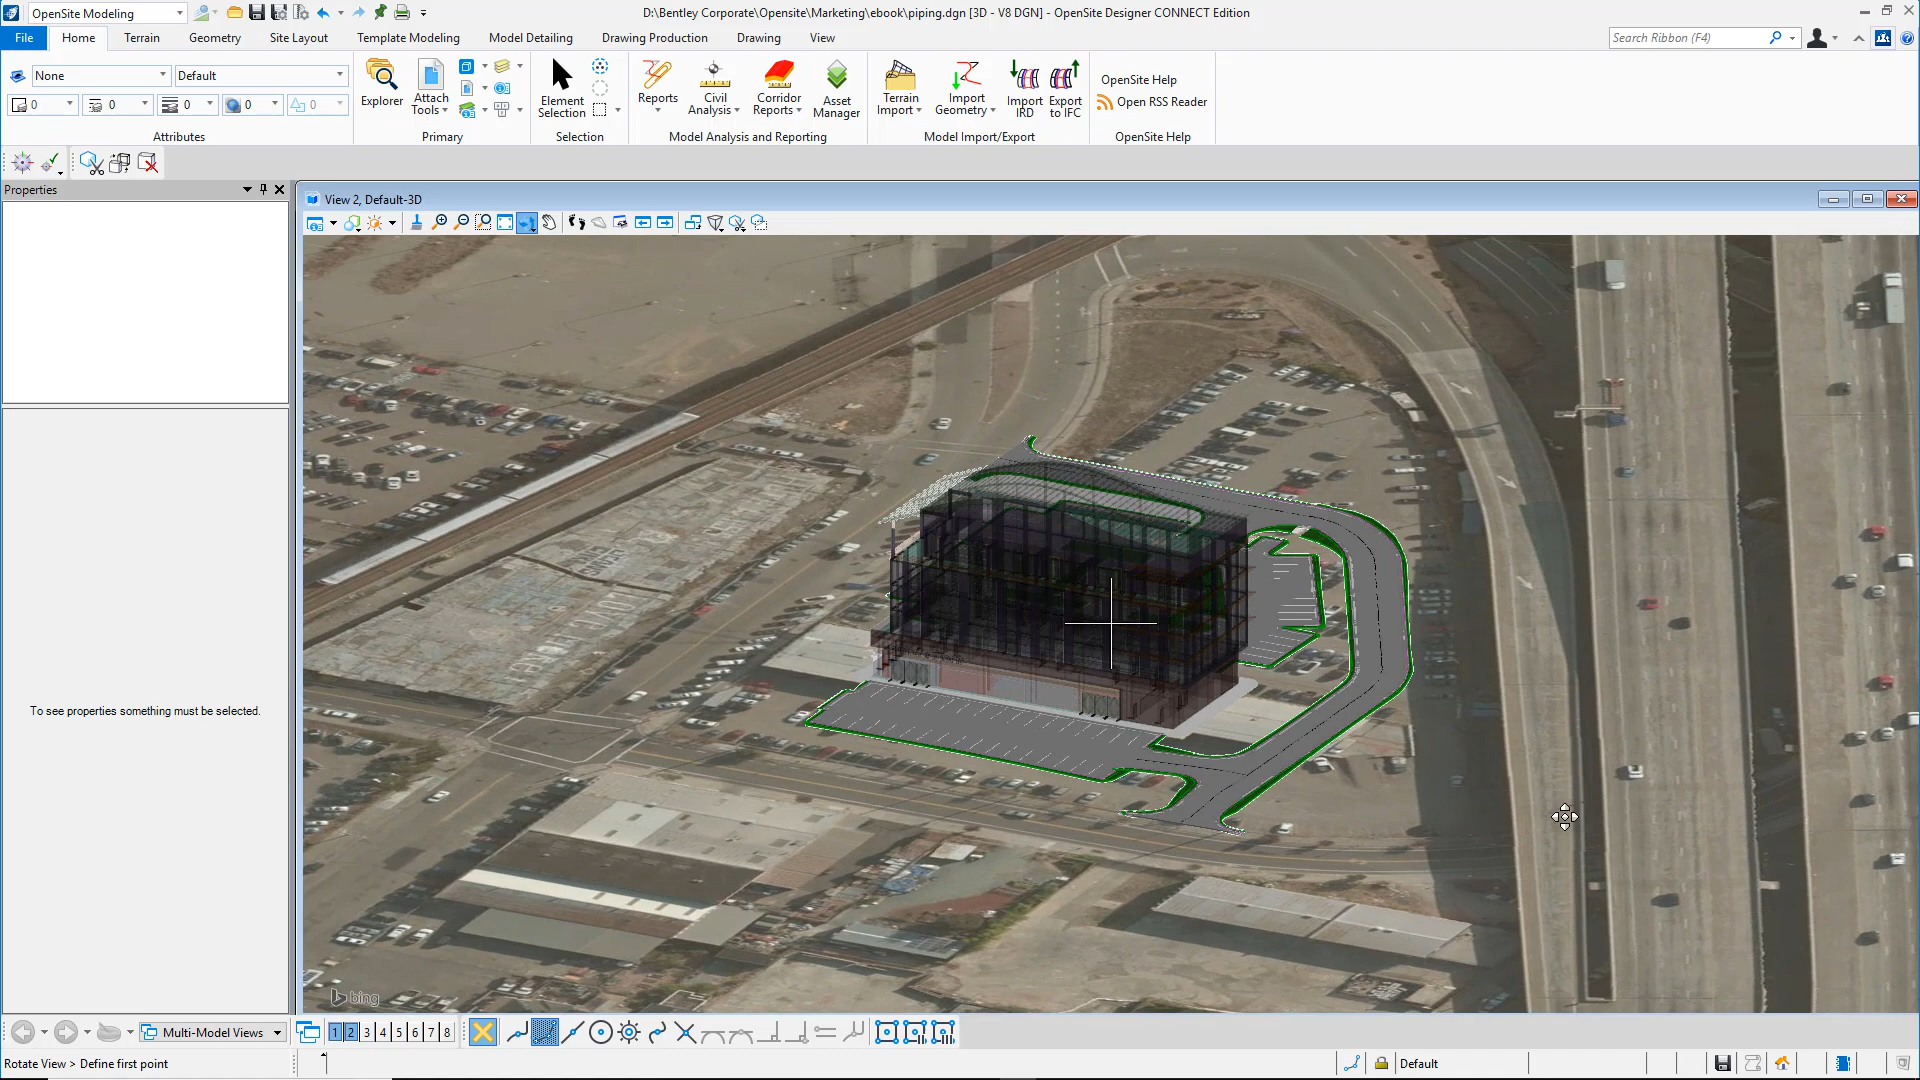 OpenSite Modeling
D:\Bentley Corporate\Opensite\Marketing\ebook\piping.dgn [3D - V8 DGN] - OpenSite Designer CONNECT Edition
File Home Terrain Geometry Site Layout Template Modeling Model Detailing Drawing Production Drawing View
Search Ribbon (F4)
None Default
0 0 0 0 0
Attributes
Explorer
Attach Tools
Primary
Element Selection
Selection
Reports
Civil Analysis
Corridor Reports
Asset Manager
Model Analysis and Reporting
Terrain Import
Import Geometry
Import IRD
Export to IFC
Model Import/Export
OpenSite Help
Open RSS Reader
OpenSite Help
Properties
To see properties something must be selected.
View 2, Default-3D
bing
Multi-Model Views
1 2 3 4 5 6 7 8
Rotate View > Define first point
Default